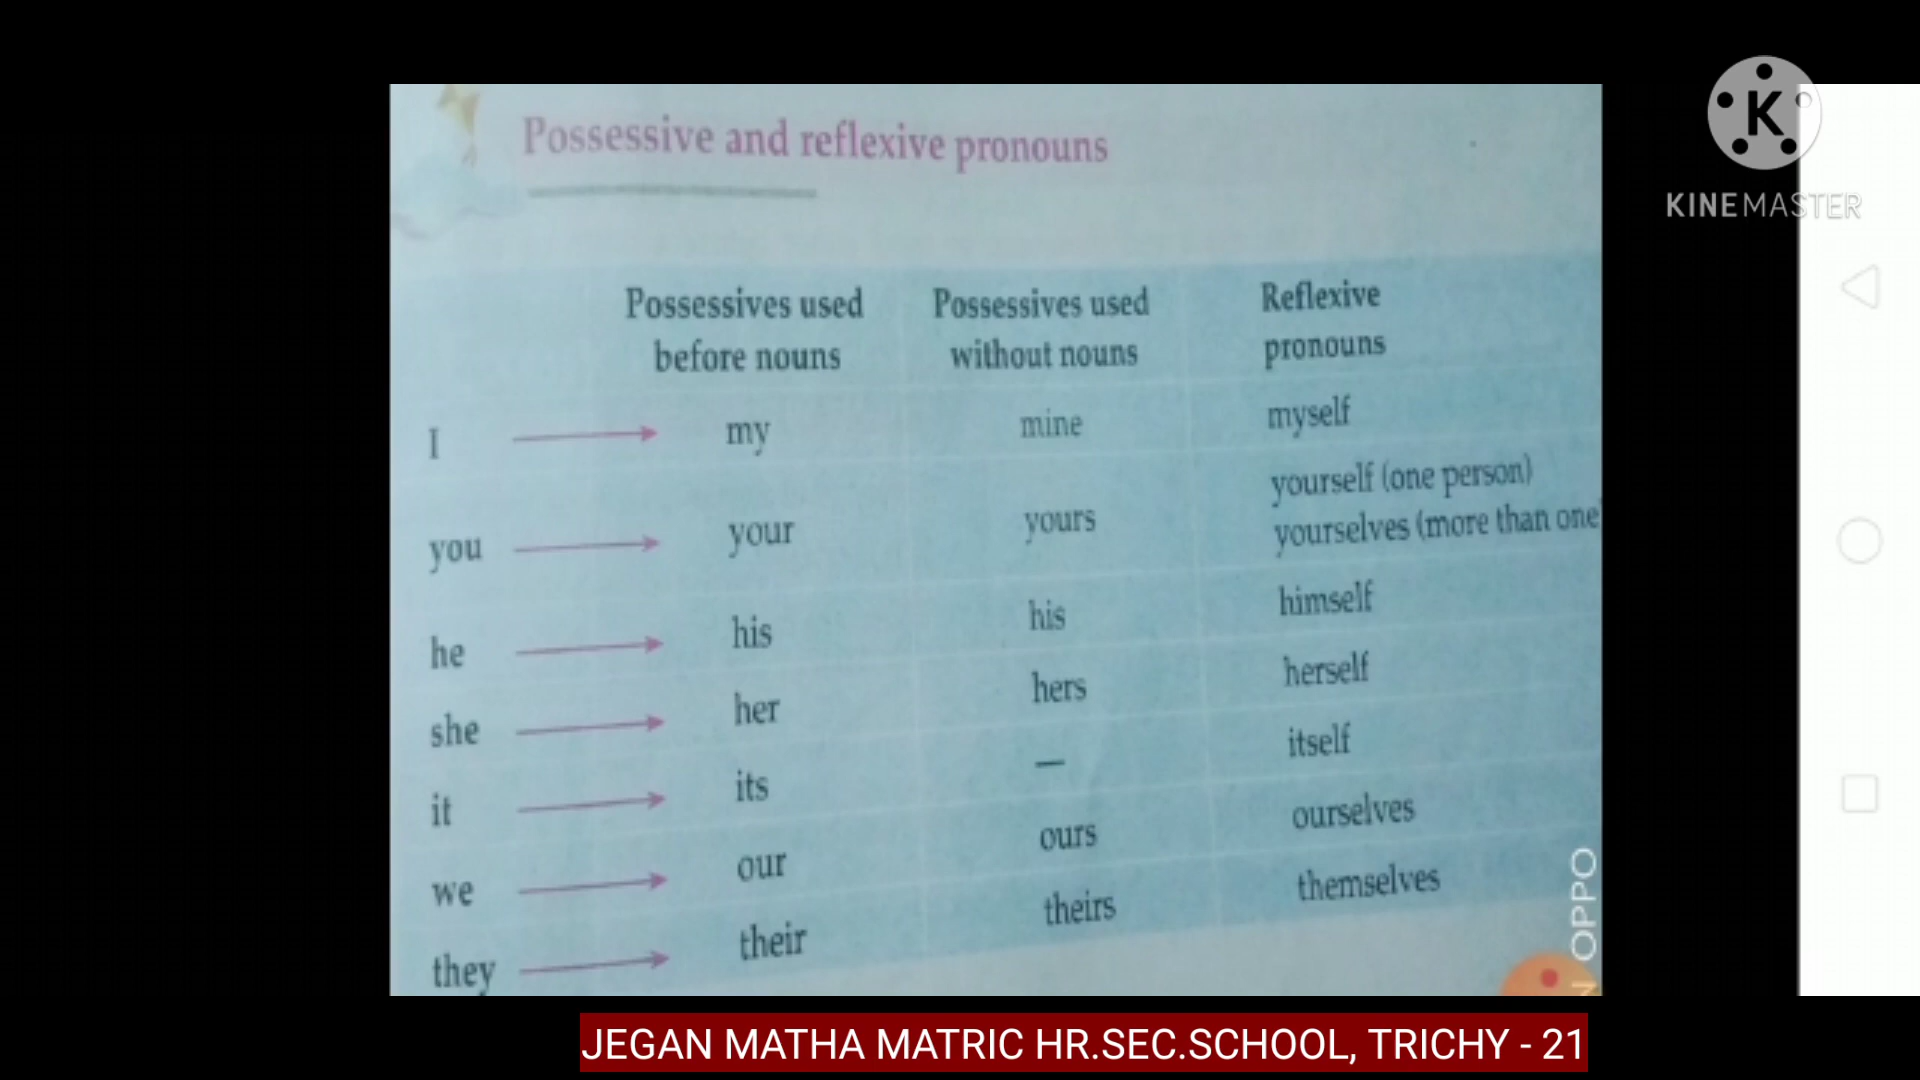 Possessive and reflexive pronouns
Possessives used before nouns Possessives used without nouns Reflexive pronouns
I my mine myself
you your yours yourself (one person)
yourselves (more than one
he his his himself
she her hers herself
it its — itself
we our ours ourselves
they their theirs themselves
K
KINEMASTER
OPPO
JEGAN MATHA MATRIC HR.SEC.SCHOOL, TRICHY - 21